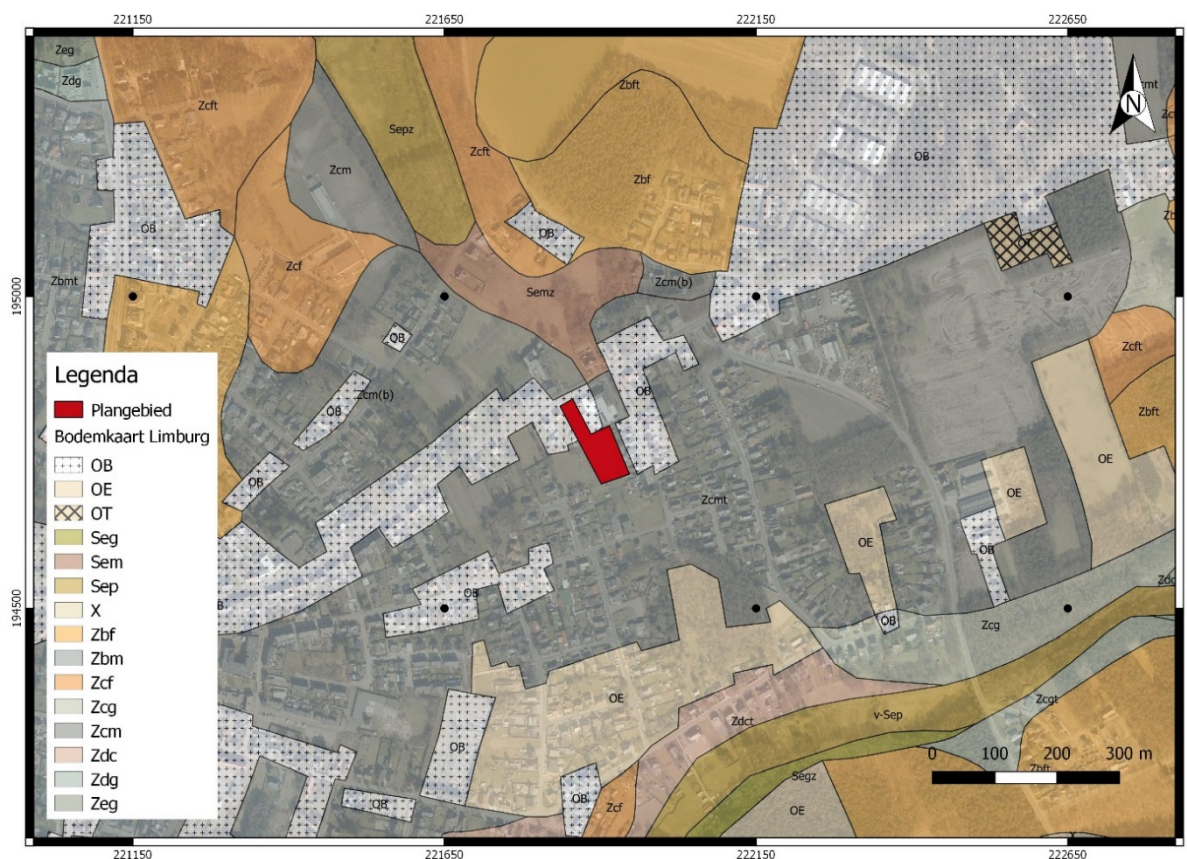 221150 221650 222150 222650
Zeg
Zdg
Zcft
Sepz
Zcft
Zbft
Zcm
Zbf
OB
N
OB
OB
OT
Zbmt
Zcf
Semz
Zcm(b)
195000
OB
Zcft
Zcm(b)
OB
OB
Zbft
OB
OE
Zcmt
OE
OE
OB
OB
194500
OB
Zcg
OE
Zcgt
v-Sep
Zdct
OB
Segz
Zbft
OB
OB
Zcf
OE
Legenda
Plangebied
Bodemkaart Limburg
OB
OE
OT
Seg
Sem
Sep
X
Zbf
Zbm
Zcf
Zcg
Zcm
Zdc
Zdg
Zeg
0 100 200 300 m
221150 221650 222150 222650